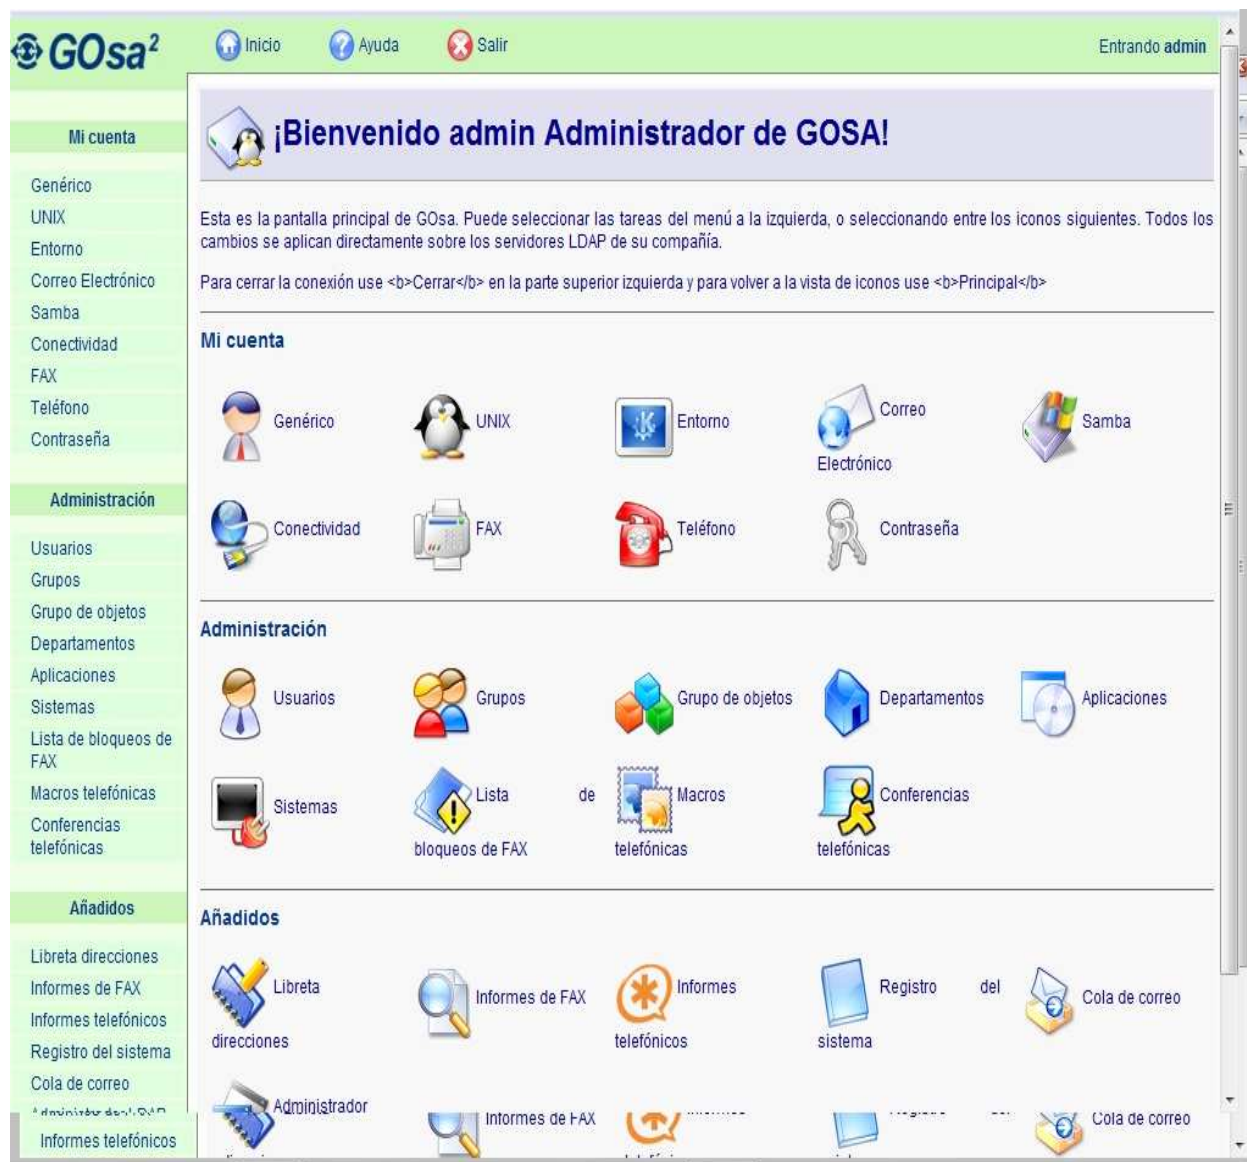 GOsa²
Inicio
Ayuda
Salir
Entrando admin
Mi cuenta
Genérico
UNIX
Entorno
Correo Electrónico
Samba
Conectividad
FAX
Teléfono
Contraseña
Administración
Usuarios
Grupos
Grupo de objetos
Departamentos
Aplicaciones
Sistemas
Lista de bloqueos de
FAX
Macros telefónicas
Conferencias
telefónicas
Añadidos
Libreta direcciones
Informes de FAX
Informes telefónicos
Registro del sistema
Cola de correo
Informes telefónicos
¡Bienvenido admin Administrador de GOSA!
Esta es la pantalla principal de GOsa. Puede seleccionar las tareas del menú a la izquierda, o seleccionando entre los iconos siguientes. Todos los
cambios se aplican directamente sobre los servidores LDAP de su compañía.
Para cerrar la conexión use <b>Cerrar</b> en la parte superior izquierda y para volver a la vista de iconos use <b>Principal</b>
Mi cuenta
Genérico
UNIX
Entorno
Correo
Electrónico
Samba
Conectividad
FAX
Teléfono
Contraseña
Administración
Usuarios
Grupos
Grupo de objetos
Departamentos
Aplicaciones
Sistemas
Lista de
bloqueos de FAX
Macros
telefónicas
Conferencias
telefónicas
Añadidos
Libreta
direcciones
Informes de FAX
Informes
telefónicos
Registro del
sistema
Cola de correo
Administrador
Informes de FAX
Cola de correo